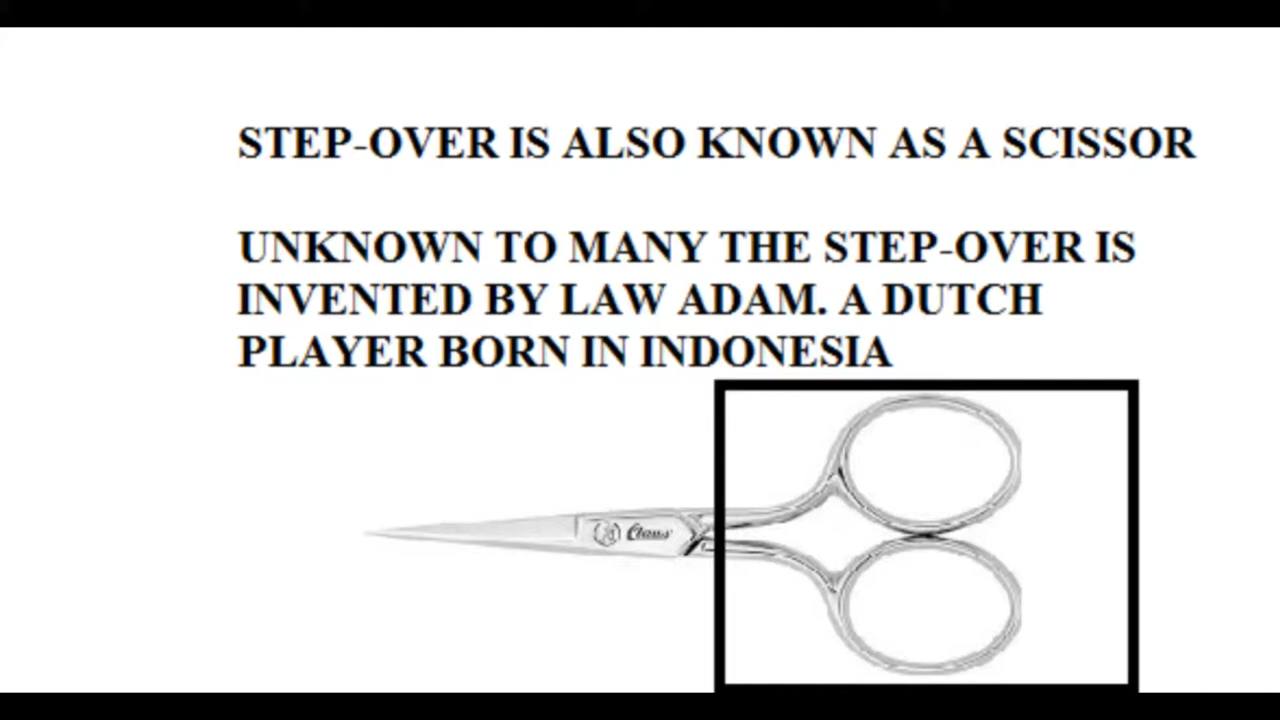 STEP-OVER IS ALSO KNOWN AS A SCISSOR
UNKNOWN TO MANY THE STEP-OVER IS
INVENTED BY LAW ADAM. A DUTCH
PLAYER BORN IN INDONESIA
Claus